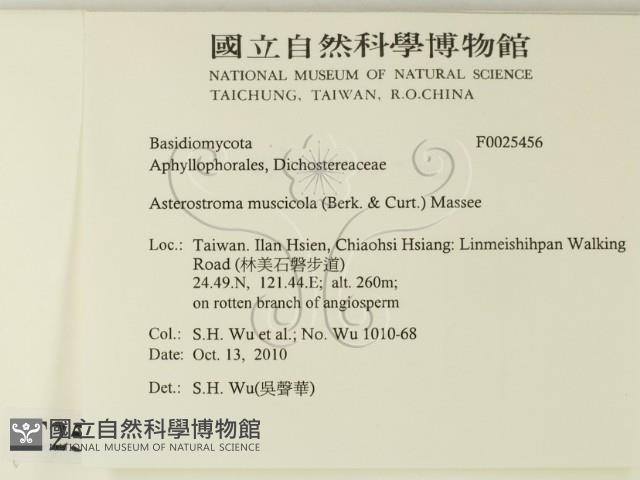 國立自然科學博物館
NATIONAL MUSEUM OF NATURAL SCIENCE
TAICHUNG, TAIWAN, R.O.CHINA
Basidiomycota F0025456
Aphyllophorales, Dichostereaceae
Asterostroma muscicola (Berk. & Curt.) Massee
Loc.: Taiwan. Ilan Hsien, Chiaohsi Hsiang: Linmeishihpan Walking
Road (林美石磐步道)
24.49.N, 121.44.E; alt. 260m;
on rotten branch of angiosperm
Col.: S.H. Wu et al.; No. Wu 1010-68
Date: Oct. 13, 2010
Det.: S.H. Wu(吳聲華)
國立自然科學博物館
NATIONAL MUSEUM OF NATURAL SCIENCE